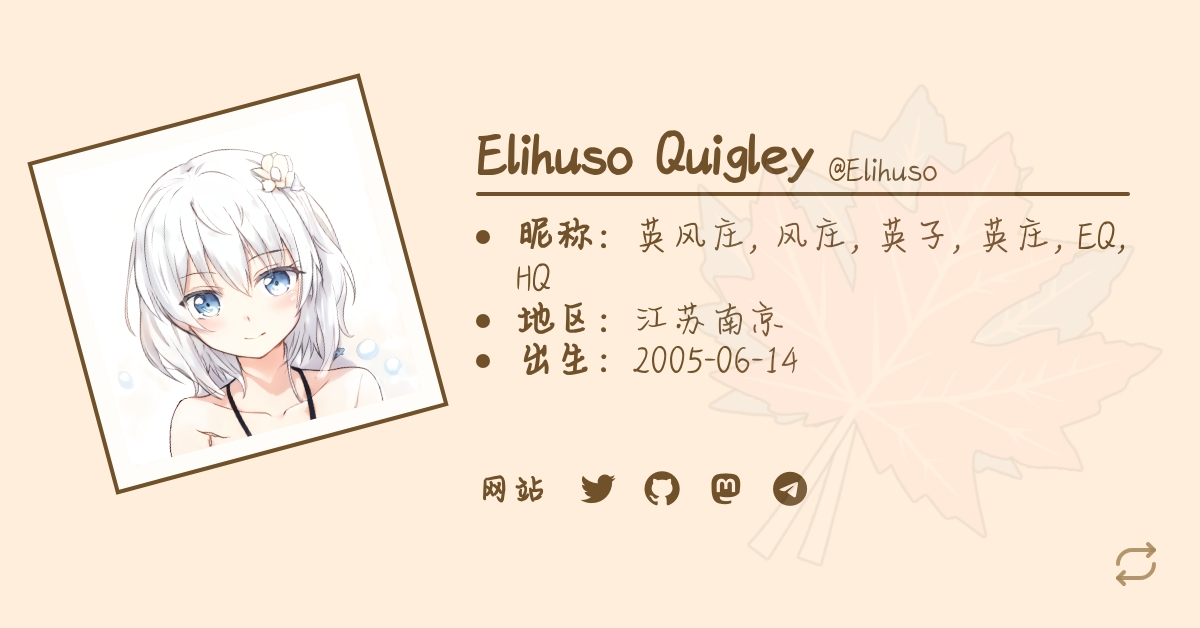 Elihuso Quigley @Elihuso
• 昵称： 英风庄, 风庄, 英子, 英庄, EQ,
HQ
• 地区： 江苏南京
• 出生： 2005-06-14
网站